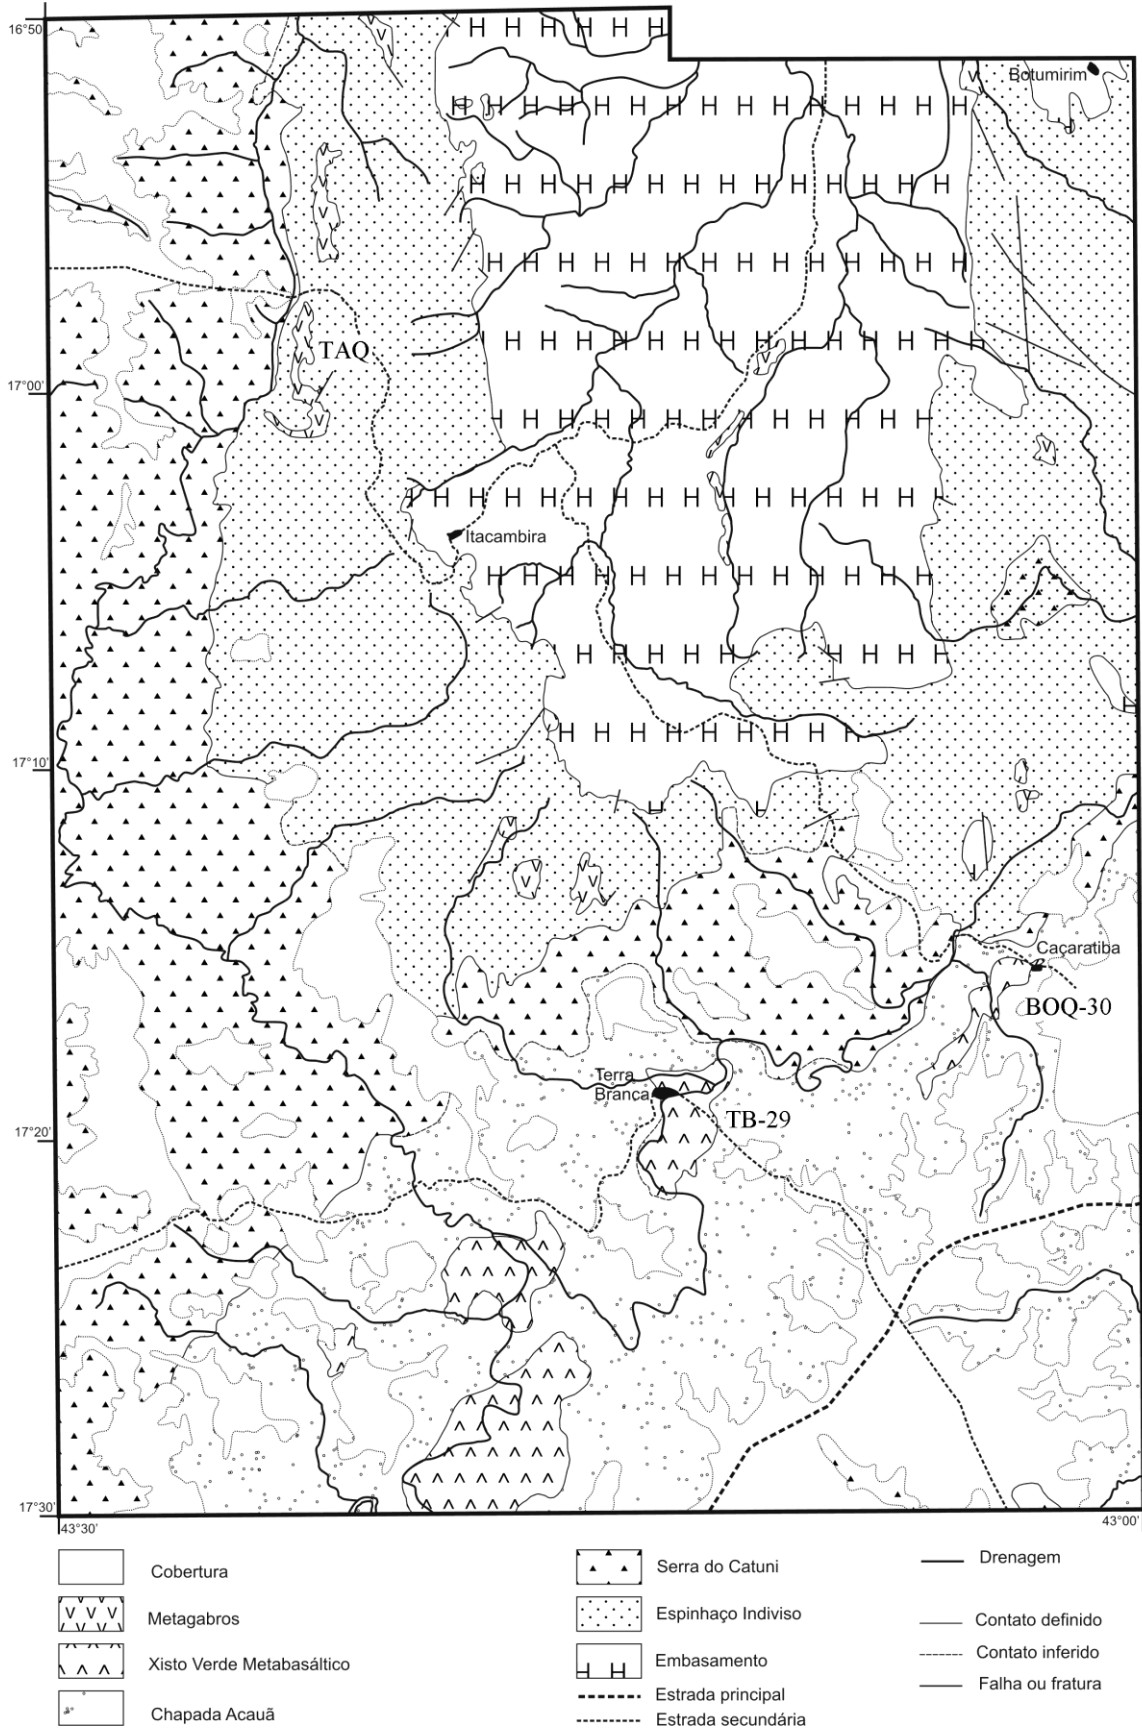 16°50'
Botumirim
TAQ
17°00'
Itacambira
17°10'
Caçaratiba
BOQ-30
Terra
Branca
TB-29
17°20'
17°30'
43°30'
43°00'
Cobertura
Metagabros
Xisto Verde Metabasáltico
Chapada Acauã
Serra do Catuni
Espinhaço Indiviso
Embasamento
Estrada principal
Estrada secundária
Drenagem
Contato definido
Contato inferido
Falha ou fratura